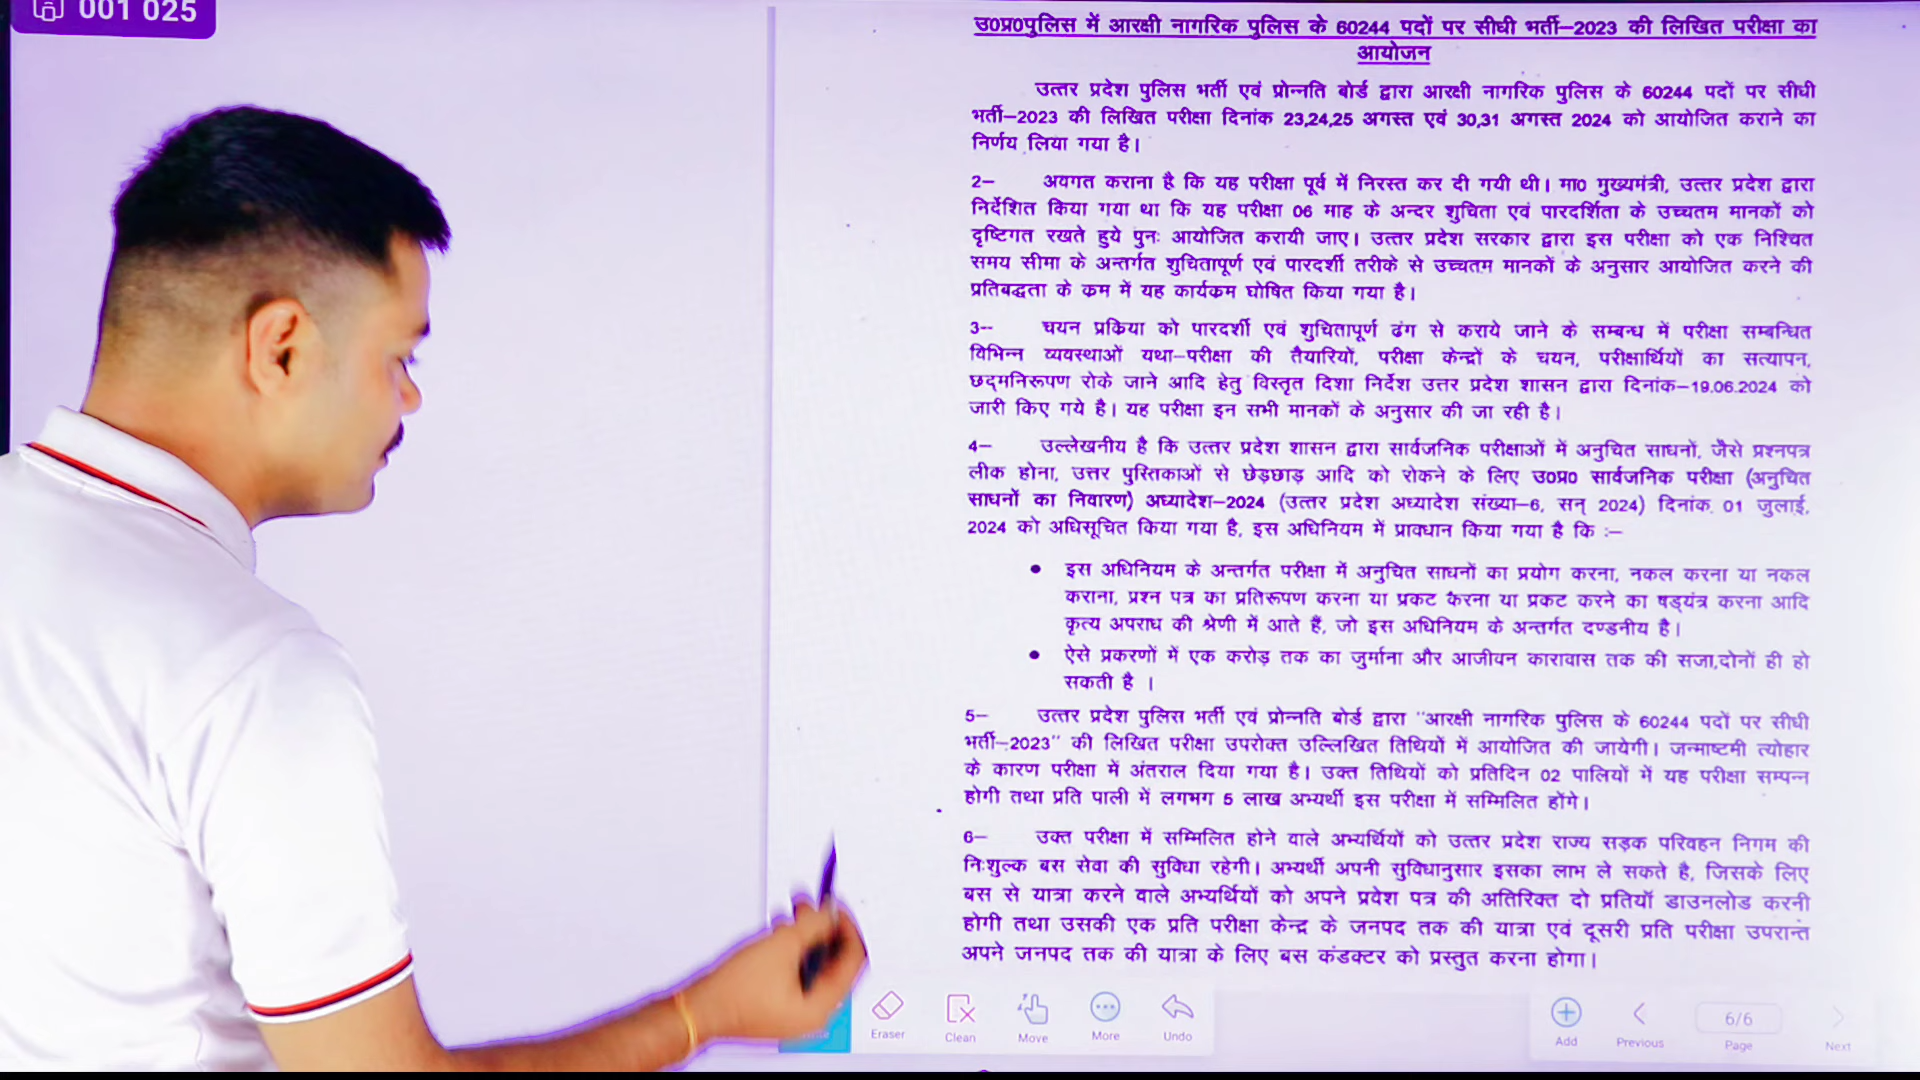 001 025
उ0प्र0पुलिस में आरक्षी नागरिक पुलिस के 60244 पदों पर सीधी भर्ती–2023 की लिखित परीक्षा का
आयोजन
उत्तर प्रदेश पुलिस भर्ती एवं प्रोन्नति बोर्ड द्वारा आरक्षी नागरिक पुलिस के 60244 पदों पर सीधी
भर्ती–2023 की लिखित परीक्षा दिनांक 23,24,25 अगस्त एवं 30,31 अगस्त 2024 को आयोजित कराने का
निर्णय लिया गया है।
2– अवगत कराना है कि यह परीक्षा पूर्व में निरस्त कर दी गयी थी। मा0 मुख्यमंत्री, उत्तर प्रदेश द्वारा
निर्देशित किया गया था कि यह परीक्षा 06 माह के अन्दर शुचिता एवं पारदर्शिता के उच्चतम मानकों को
दृष्टिगत रखते हुये पुनः आयोजित करायी जाए। उत्तर प्रदेश सरकार द्वारा इस परीक्षा को एक निश्चित
समय सीमा के अन्तर्गत शुचितापूर्ण एवं पारदर्शी तरीके से उच्चतम मानकों के अनुसार आयोजित करने की
प्रतिबद्धता के कम में यह कार्यकम घोषित किया गया है।
3-- चयन प्रकिया को पारदर्शी एवं शुचितापूर्ण ढंग से कराये जाने के सम्बन्ध में परीक्षा सम्बन्धित
विभिन्न व्यवस्थाओं यथा–परीक्षा की तैयारियों, परीक्षा केन्द्रों के चयन, परीक्षार्थियों का सत्यापन,
छद्मनिरूपण रोके जाने आदि हेतु विस्तृत दिशा निर्देश उत्तर प्रदेश शासन द्वारा दिनांक–19.06.2024 को
जारी किए गये है। यह परीक्षा इन सभी मानकों के अनुसार की जा रही है।
4– उल्लेखनीय है कि उत्तर प्रदेश शासन द्वारा सार्वजनिक परीक्षाओं में अनुचित साधनों, जैसे प्रश्नपत्र
लीक होना, उत्तर पुस्तिकाओं से छेड़छाड़ आदि को रोकने के लिए उ0प्र0 सार्वजनिक परीक्षा (अनुचित
साधनों का निवारण) अध्यादेश–2024 (उत्तर प्रदेश अध्यादेश संख्या–6, सन् 2024) दिनांक 01 जुलाई,
2024 को अधिसूचित किया गया है, इस अधिनियम में प्रावधान किया गया है कि :–
• इस अधिनियम के अन्तर्गत परीक्षा में अनुचित साधनों का प्रयोग करना, नकल करना या नकल
कराना, प्रश्न पत्र का प्रतिरूपण करना या प्रकट करना या प्रकट करने का षड्यंत्र करना आदि
कृत्य अपराध की श्रेणी में आते हैं, जो इस अधिनियम के अन्तर्गत दण्डनीय है।
• ऐसे प्रकरणों में एक करोड़ तक का जुर्माना और आजीवन कारावास तक की सजा,दोनों ही हो
सकती है ।
5– उत्तर प्रदेश पुलिस भर्ती एवं प्रोन्नति बोर्ड द्वारा "आरक्षी नागरिक पुलिस के 60244 पदों पर सीधी
भर्ती–2023" की लिखित परीक्षा उपरोक्त उल्लिखित तिथियों में आयोजित की जायेगी। जन्माष्टमी त्योहार
के कारण परीक्षा में अंतराल दिया गया है। उक्त तिथियों को प्रतिदिन 02 पालियों में यह परीक्षा सम्पन्न
होगी तथा प्रति पाली में लगभग 5 लाख अभ्यर्थी इस परीक्षा में सम्मिलित होंगे।
6– उक्त परीक्षा में सम्मिलित होने वाले अभ्यर्थियों को उत्तर प्रदेश राज्य सड़क परिवहन निगम की
निःशुल्क बस सेवा की सुविधा रहेगी। अभ्यर्थी अपनी सुविधानुसार इसका लाभ ले सकते है, जिसके लिए
बस से यात्रा करने वाले अभ्यर्थियों को अपने प्रवेश पत्र की अतिरिक्त दो प्रतियॉ डाउनलोड करनी
होगी तथा उसकी एक प्रति परीक्षा केन्द्र के जनपद तक की यात्रा एवं दूसरी प्रति परीक्षा उपरान्त
अपने जनपद तक की यात्रा के लिए बस कंडक्टर को प्रस्तुत करना होगा।
Eraser Clean Move More Undo Add Previous 6/6 Page Next